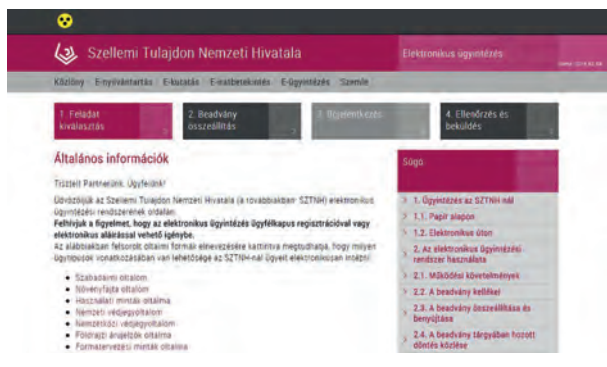 Szellemi Tulajdon Nemzeti Hivatala
Elektronikus ügyintézés
Közlöny E-nyilvántartás E-kutatás E-iratbetekintés E-ügyintézés Szemle
1. Feladat
kiválasztás
2. Beadvány
összeállítás
3. Ügyfélmotkezés
4. Ellenőrzés és
beküldés
Általános információk
Tisztelt Partnerünk, Ügyfelünk!
Üdvözöljük az Szellemi Tulajdon Nemzeti Hivatala (a továbbiakban: SZTNH) elektronikus
ügyintézési rendszerének oldalán.
Felhívjuk a figyelmet, hogy az elektronikus ügyintézés ügyfélkapus regisztrációval vagy
elektronikus aláírással vehető igénybe.
Az alábbiakban felsorolt oltalmi formák elnevezésére kattintva megtudhatja, hogy milyen
ügytípusok vonatkozásában van lehetősége az SZTNH-nál ügyeit elektronikusan intézni:
Szabadalmi oltalom
Növényfajta oltalom
Használati minták oltalma
Nemzeti védjegyoltalom
Nemzetközi védjegyoltalom
Földrajzi árujelzők oltalma
Formatervezési minták oltalma
Súgó
1. Ügyintézés az SZTNH-nál
1.1. Papír alapon
1.2. Elektronikus úton
2. Az elektronikus ügyintézési
rendszer használata
2.1. Működési követelmények
2.2. A beadvány kellékei
2.3. A beadvány összeállítása és
benyújtása
2.4. A beadvány tárgyában hozott
döntés közlése